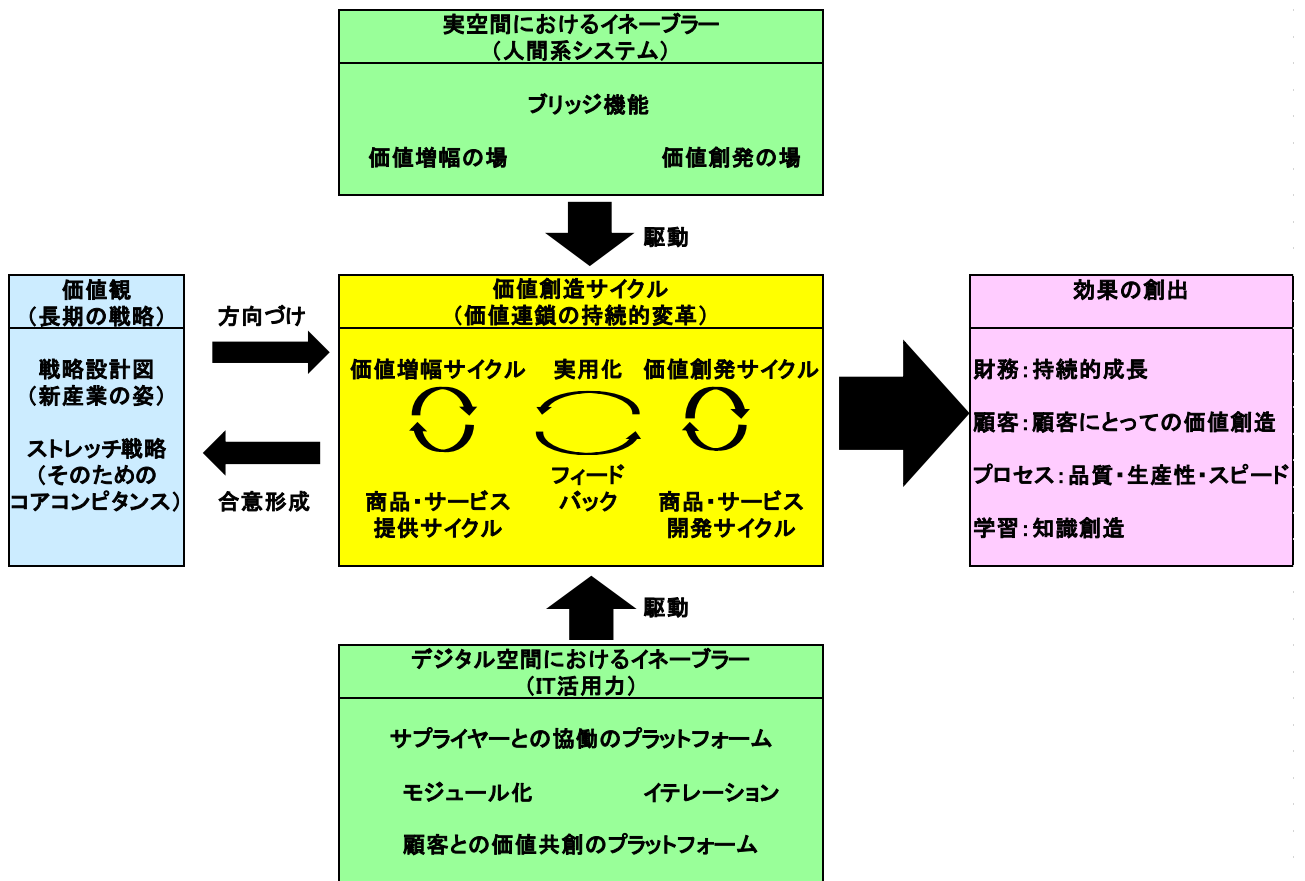 実空間におけるイネーブラー
（人間系システム）
ブリッジ機能
価値増幅の場
価値創発の場
駆動
価値観
（長期の戦略）
戦略設計図
（新産業の姿）
ストレッチ戦略
（そのための
コアコンピタンス）
方向づけ
合意形成
価値創造サイクル
（価値連鎖の持続的変革）
価値増幅サイクル
実用化
価値創発サイクル
フィード
バック
商品・サービス
提供サイクル
商品・サービス
開発サイクル
効果の創出
財務：持続的成長
顧客：顧客にとっての価値創造
プロセス：品質・生産性・スピード
学習：知識創造
駆動
デジタル空間におけるイネーブラー
（IT活用力）
サプライヤーとの協働のプラットフォーム
モジュール化
イテレーション
顧客との価値共創のプラットフォーム